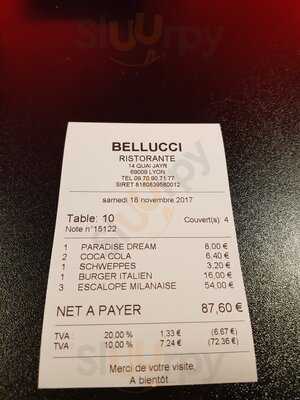 BELLUCCI
RISTORANTE
14 QUAI JAYR
69009 LYON
TEL 09.70.90.71.77
SIRET 8180639580012
samedi 18 novembre 2017
Table: 10 Couvert(s): 4
Note n°15122
1 PARADISE DREAM 8,00 €
2 COCA COLA 6,40 €
1 SCHWEPPES 3,20 €
1 BURGER ITALIEN 16,00 €
3 ESCALOPE MILANAISE 54,00 €
NET A PAYER 87,60 €
TVA 20,00 % 1,33 € (6,67 €)
TVA 10,00 % 7,24 € (72,36 €)
Merci de votre visite,
A bientôt
Sluurpy